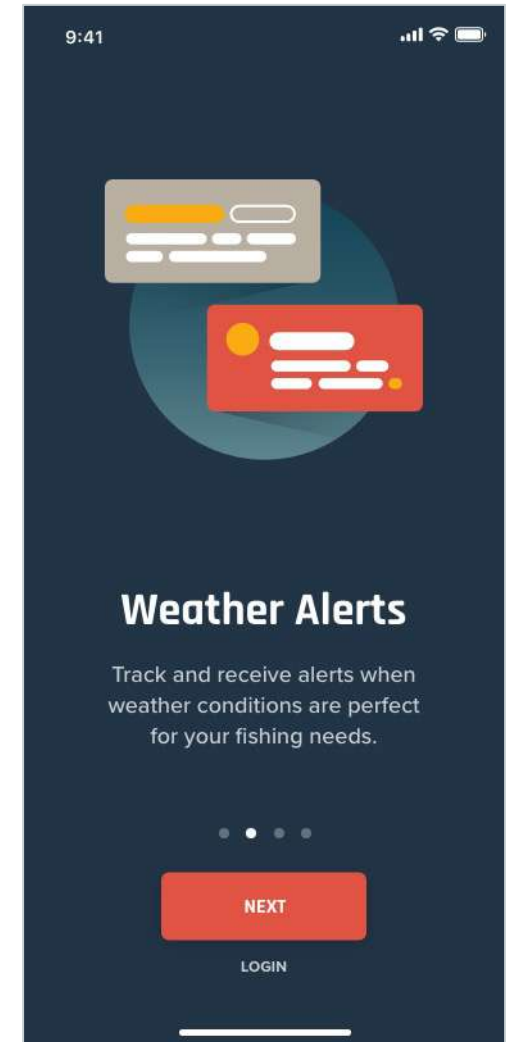 9:41
Weather Alerts
Track and receive alerts when
weather conditions are perfect
for your fishing needs.
NEXT
LOGIN